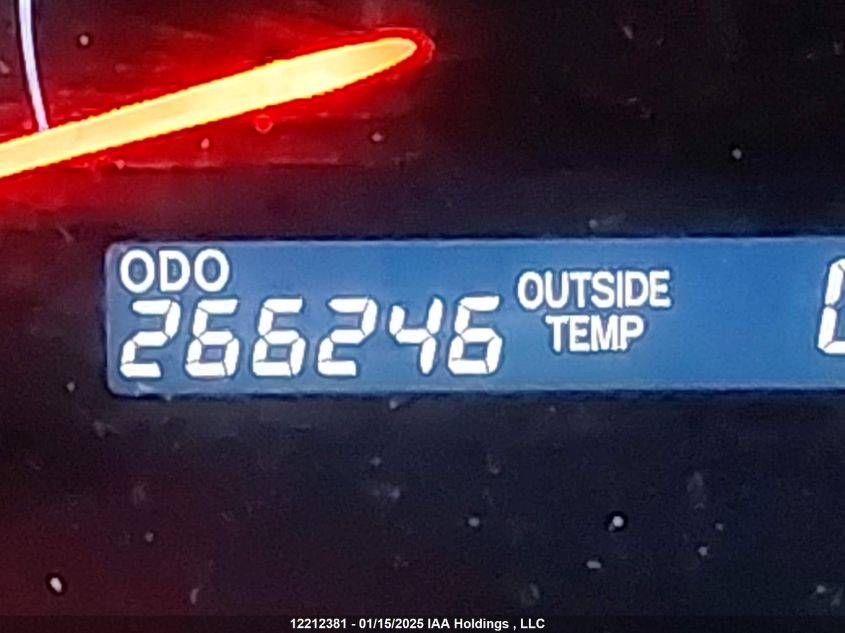 ODO
266246
OUTSIDE
TEMP
12212381 - 01/15/2025 IAA Holdings , LLC